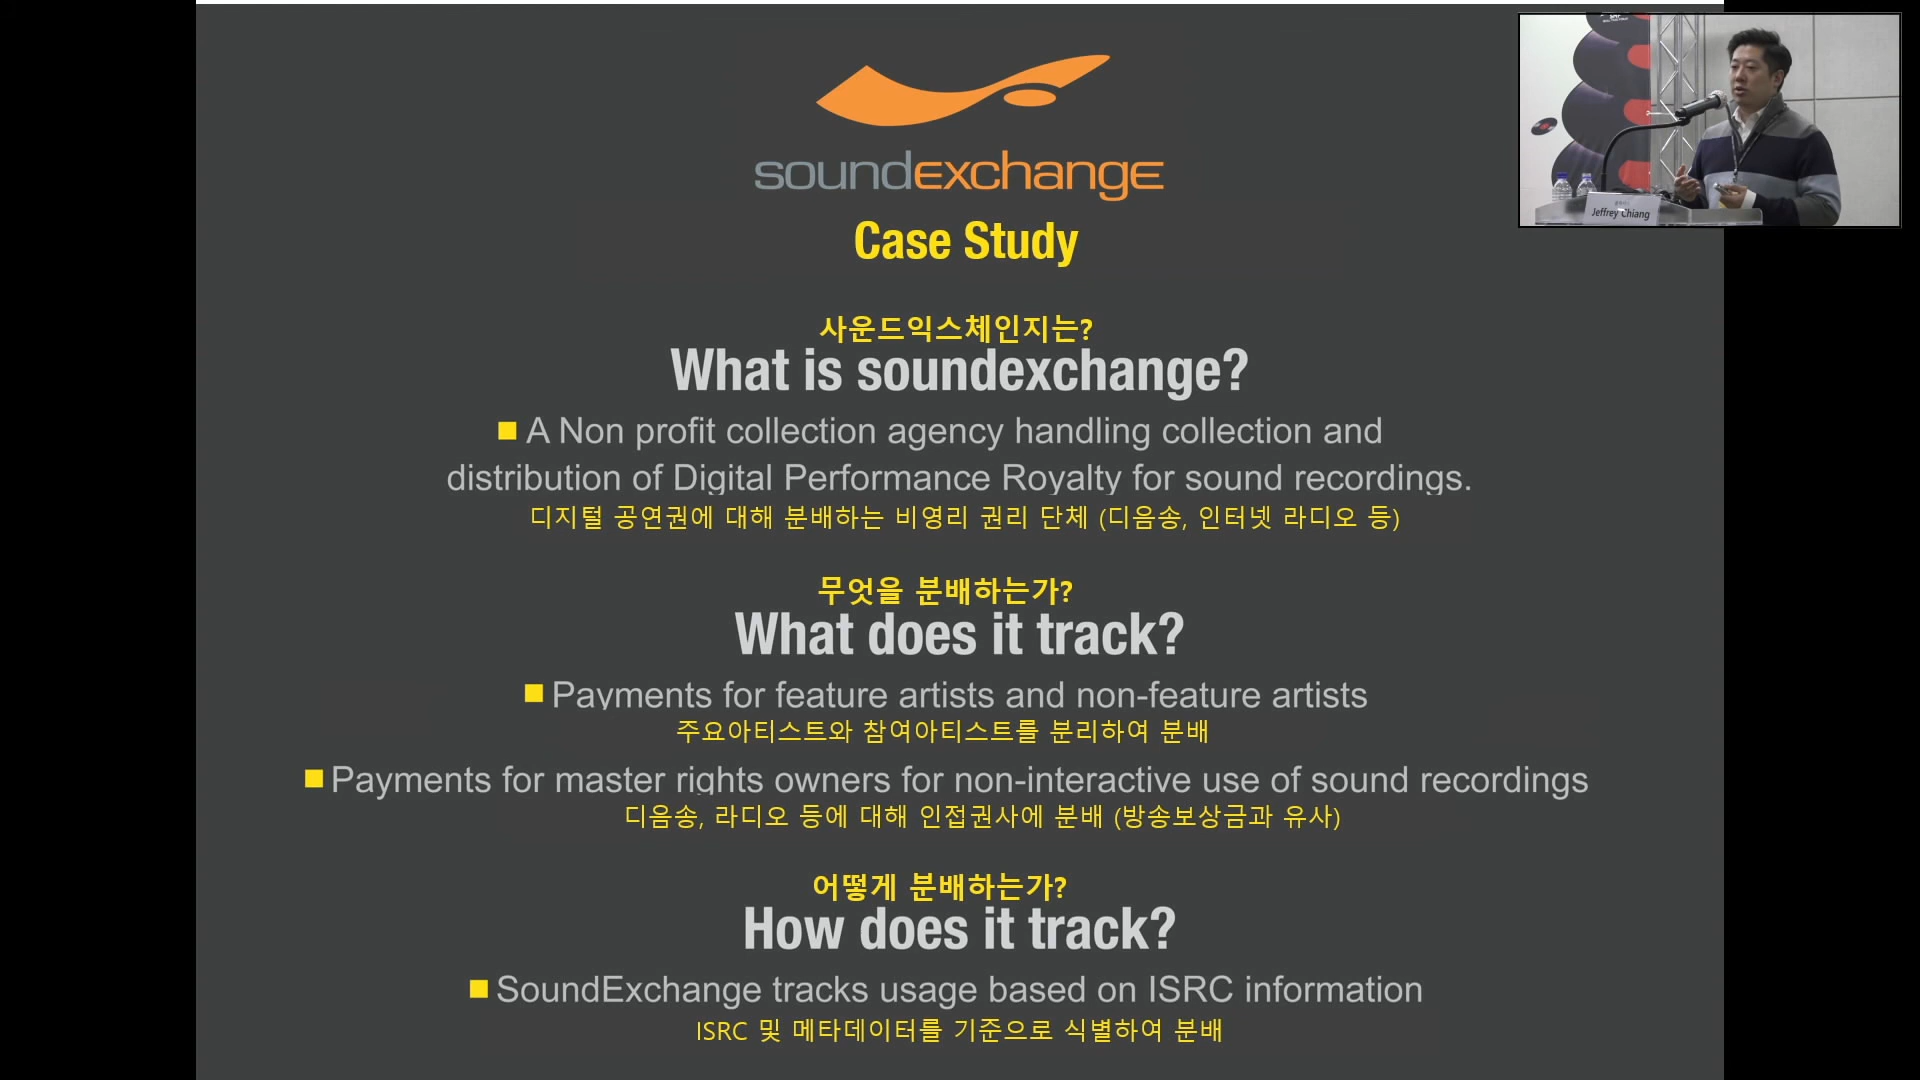 soundExchangE
Case Study
사운드익스체인지는?
What is soundexchange?
A Non profit collection agency handling collection and
distribution of Digital Performance Royalty for sound recordings.
디지털 공연권에 대해 분배하는 비영리 권리 단체 (디음송, 인터넷 라디오 등)
무엇을 분배하는가?
What does it track?
Payments for feature artists and non-feature artists
주요아티스트와 참여아티스트를 분리하여 분배
Payments for master rights owners for non-interactive use of sound recordings
디음송, 라디오 등에 대해 인접권사에 분배 (방송보상금과 유사)
어떻게 분배하는가?
How does it track?
SoundExchange tracks usage based on ISRC information
ISRC 및 메타데이터를 기준으로 식별하여 분배
Jeffrey Chiang